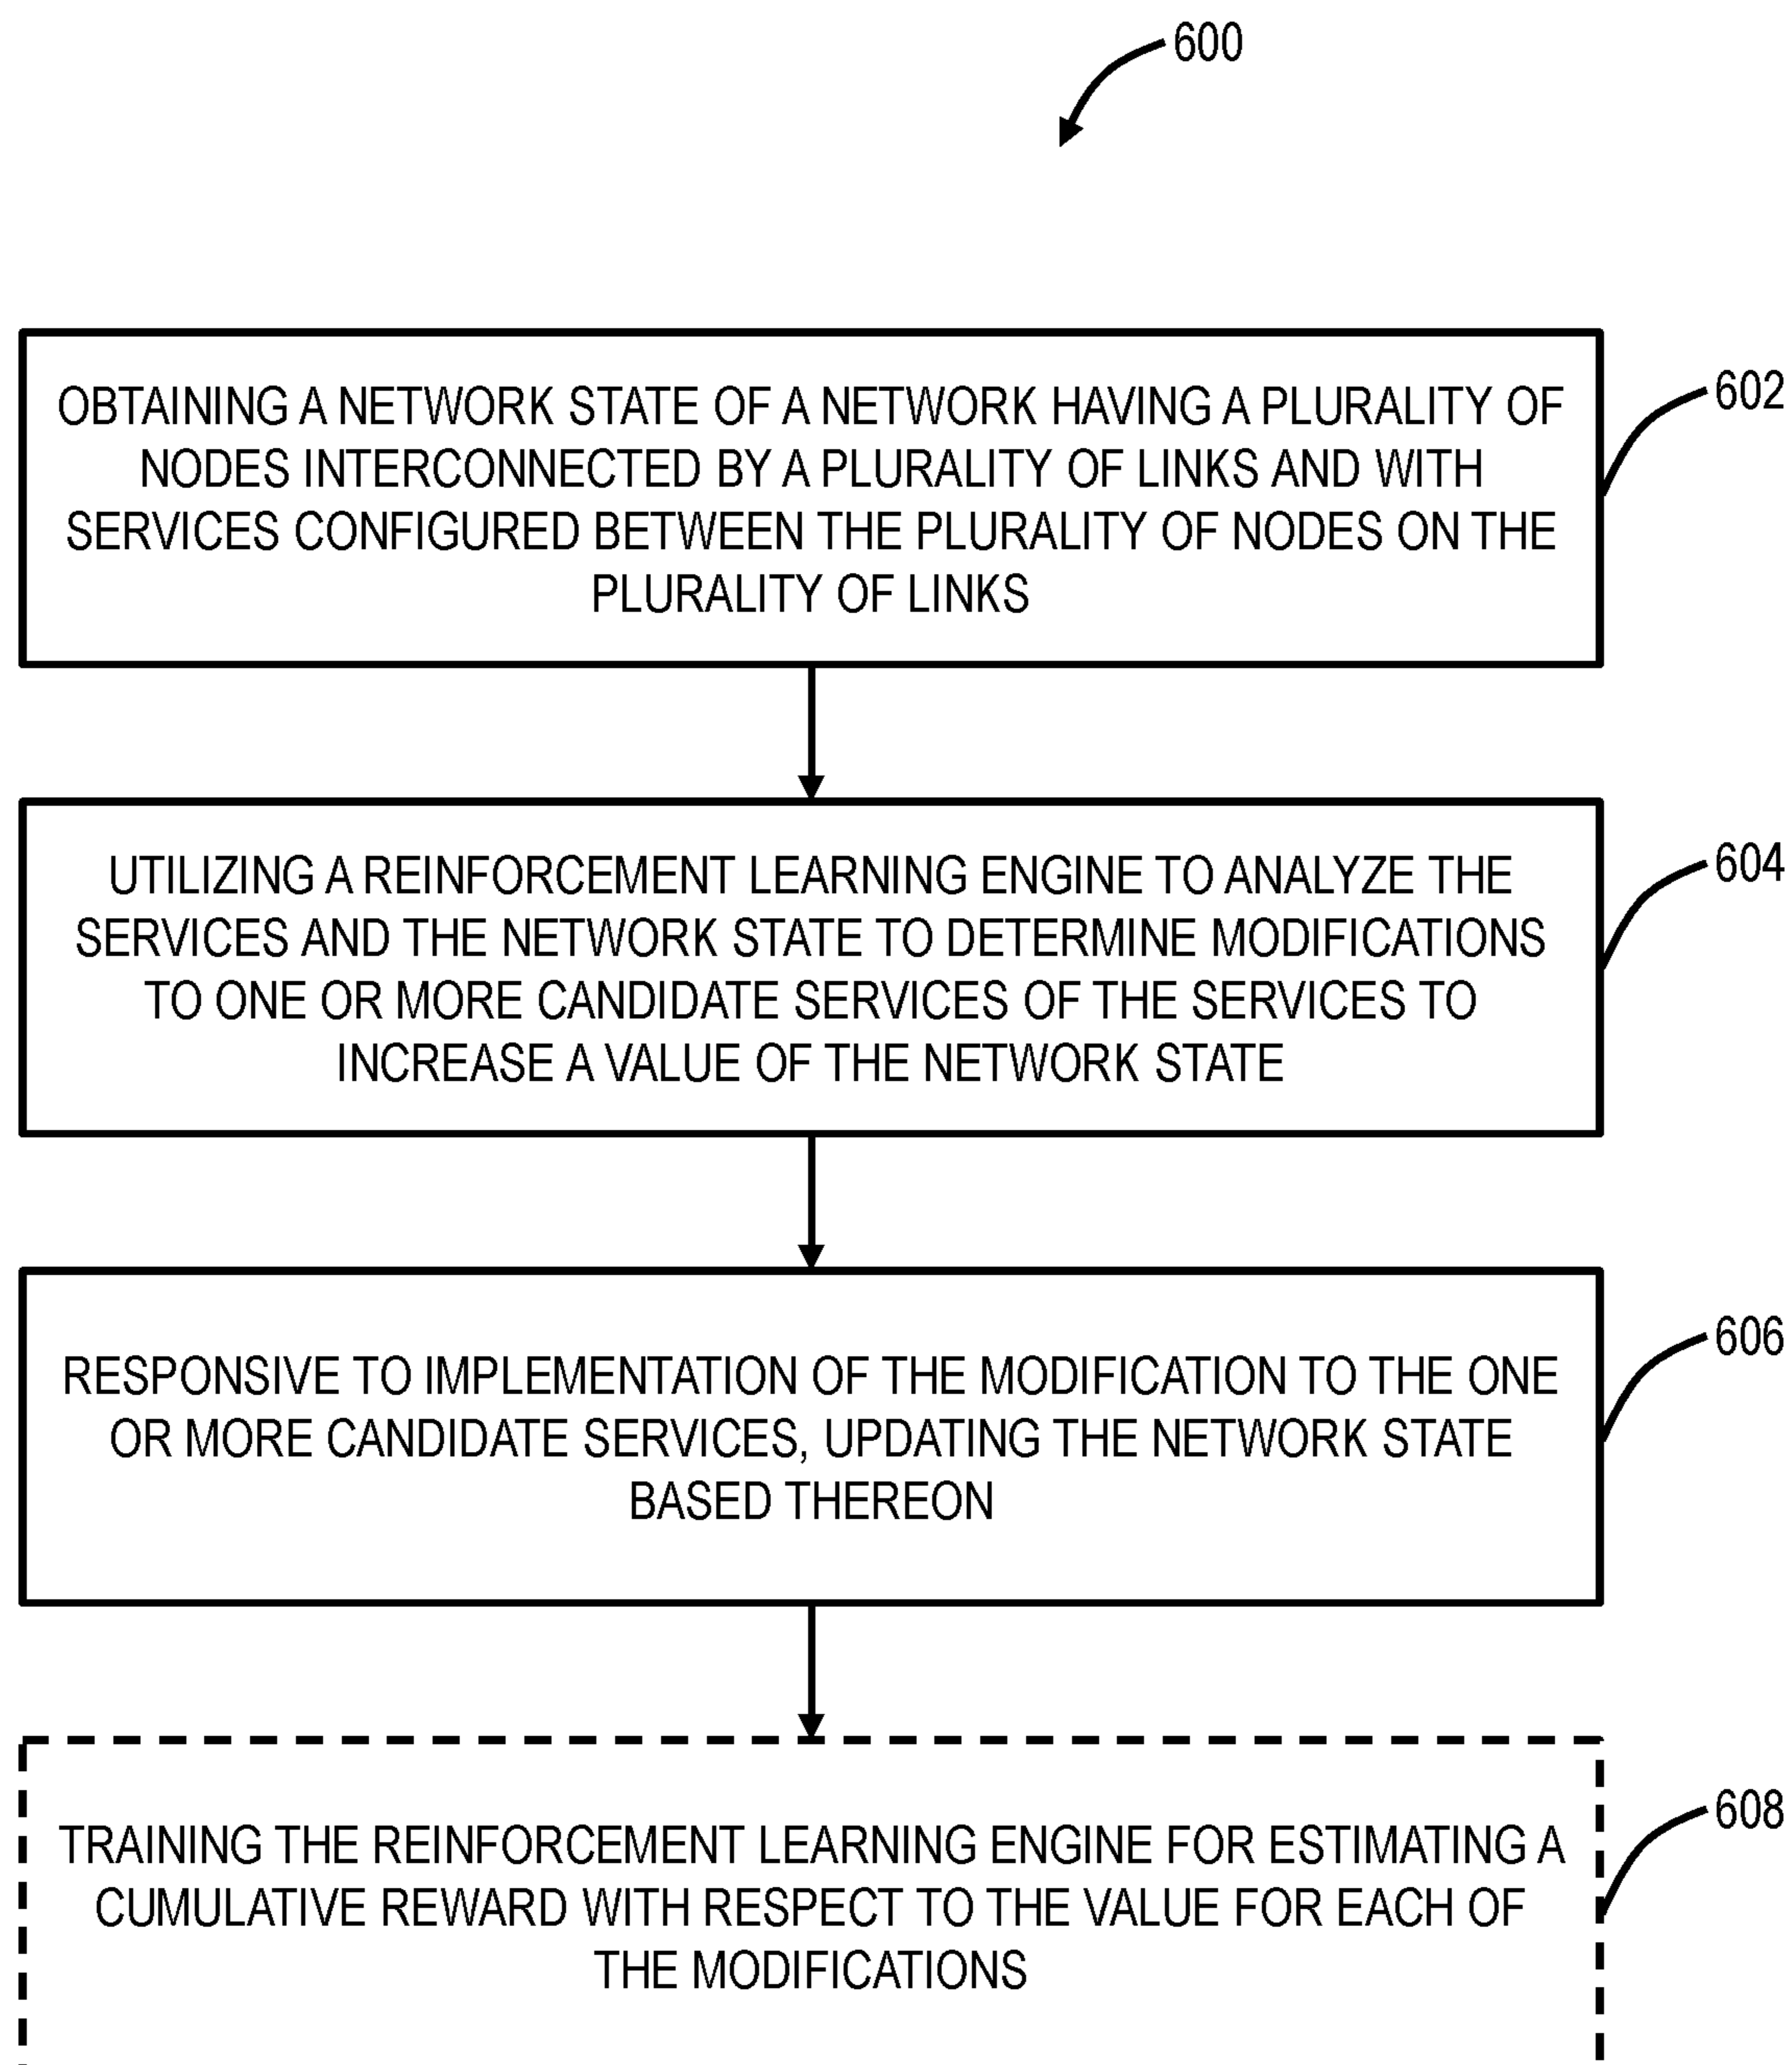 600
OBTAINING A NETWORK STATE OF A NETWORK HAVING A PLURALITY OF
NODES INTERCONNECTED BY A PLURALITY OF LINKS AND WITH
SERVICES CONFIGURED BETWEEN THE PLURALITY OF NODES ON THE
PLURALITY OF LINKS
602
UTILIZING A REINFORCEMENT LEARNING ENGINE TO ANALYZE THE
SERVICES AND THE NETWORK STATE TO DETERMINE MODIFICATIONS
TO ONE OR MORE CANDIDATE SERVICES OF THE SERVICES TO
INCREASE A VALUE OF THE NETWORK STATE
604
RESPONSIVE TO IMPLEMENTATION OF THE MODIFICATION TO THE ONE
OR MORE CANDIDATE SERVICES, UPDATING THE NETWORK STATE
BASED THEREON
606
TRAINING THE REINFORCEMENT LEARNING ENGINE FOR ESTIMATING A
CUMULATIVE REWARD WITH RESPECT TO THE VALUE FOR EACH OF
THE MODIFICATIONS
608